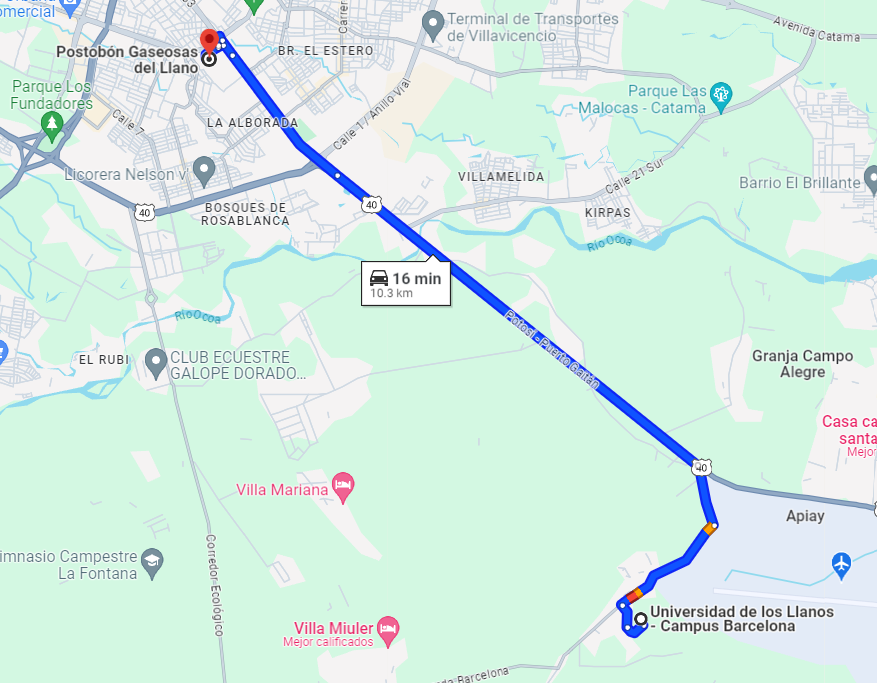 omercial
Postobón Gaseosas
del Llano
BR. EL ESTERO
Terminal de Transportes
de Villavicencio
Avenida Catama
Parque Los
Fundadores
Calle 7
LA ALBORADA
Calle 1 / Anillo Vial
Carrer
Parque Las
Malocas - Catama
Licorera Nelson v'
VILLAMELIDA
Calle 21 Sur
Barrio El Brillante
40
BOSQUES DE
ROSABLANCA
40
KIRPAS
Río Ocoa
16 min
10.3 km
Río Ocoa
Potosí - Puerto Gaitán
EL RUBI
CLUB ECUESTRE
GALOPE DORADO...
Granja Campo
Alegre
Casa ca
santa
Mejor
40
Villa Mariana
Apiay
imnasio Campestre
La Fontana
Corredor-Ecológico
Universidad de los Llanos
- Campus Barcelona
Villa Miuler
Mejor calificados
da Barcelona